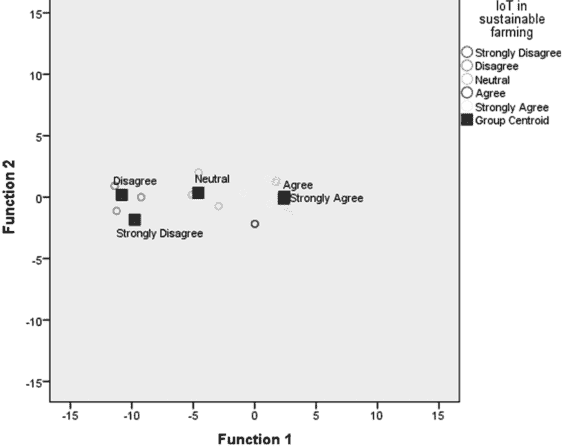 IoT in
sustainable
farming
Strongly Disagree
Disagree
Neutral
Agree
Strongly Agree
Group Centroid
Function 2
15
10
5
0
-5
-10
-15
Disagree
Neutral
Agree
Strongly Agree
Strongly Disagree
-15
-10
-5
0
5
10
15
Function 1